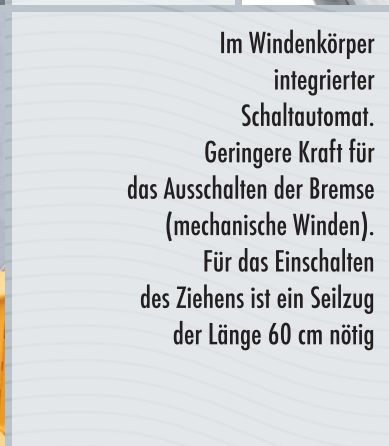 Im Windenkörper
integrierter
Schaltautomat.
Geringere Kraft für
das Ausschalten der Bremse
(mechanische Winden).
Für das Einschalten
des Ziehens ist ein Seilzug
der Länge 60 cm nötig